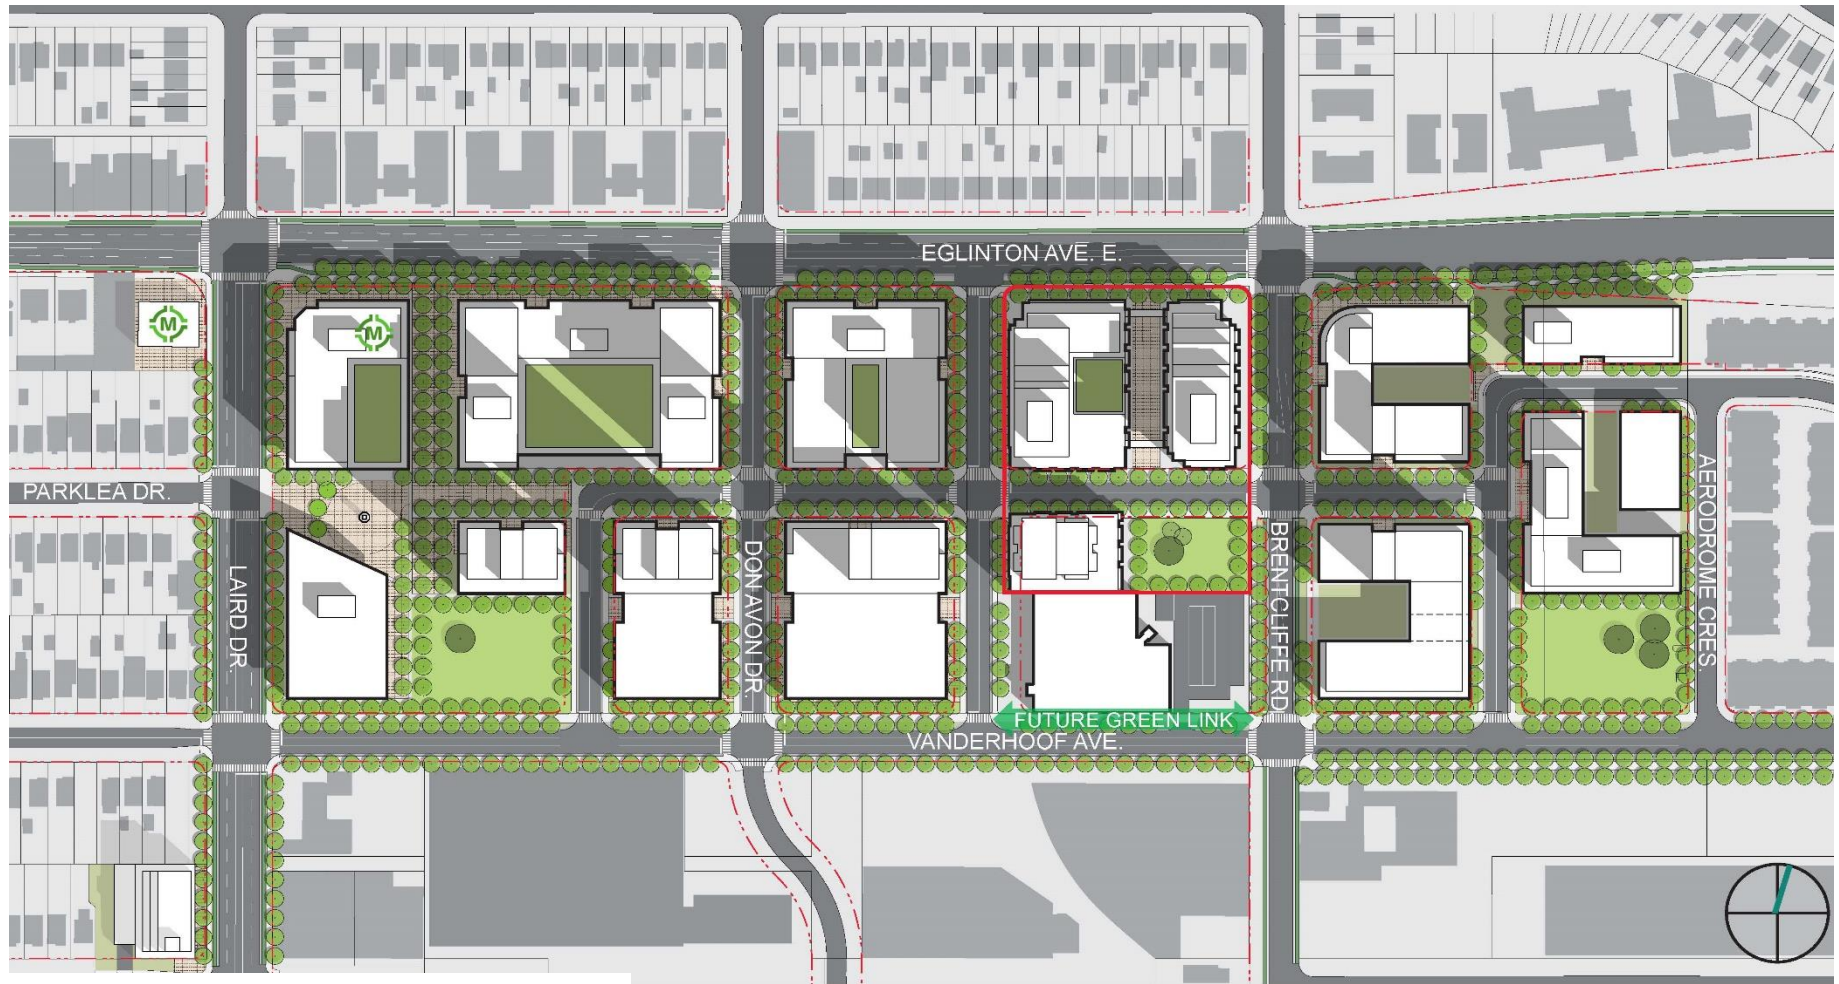 EGLINTON AVE. E.
M
M
PARKLEA DR.
LAIRD DR.
DON AVON DR.
BRENTCLIFFE RD.
AERODROME CRES.
FUTURE GREEN LINK
VANDERHOOF AVE.